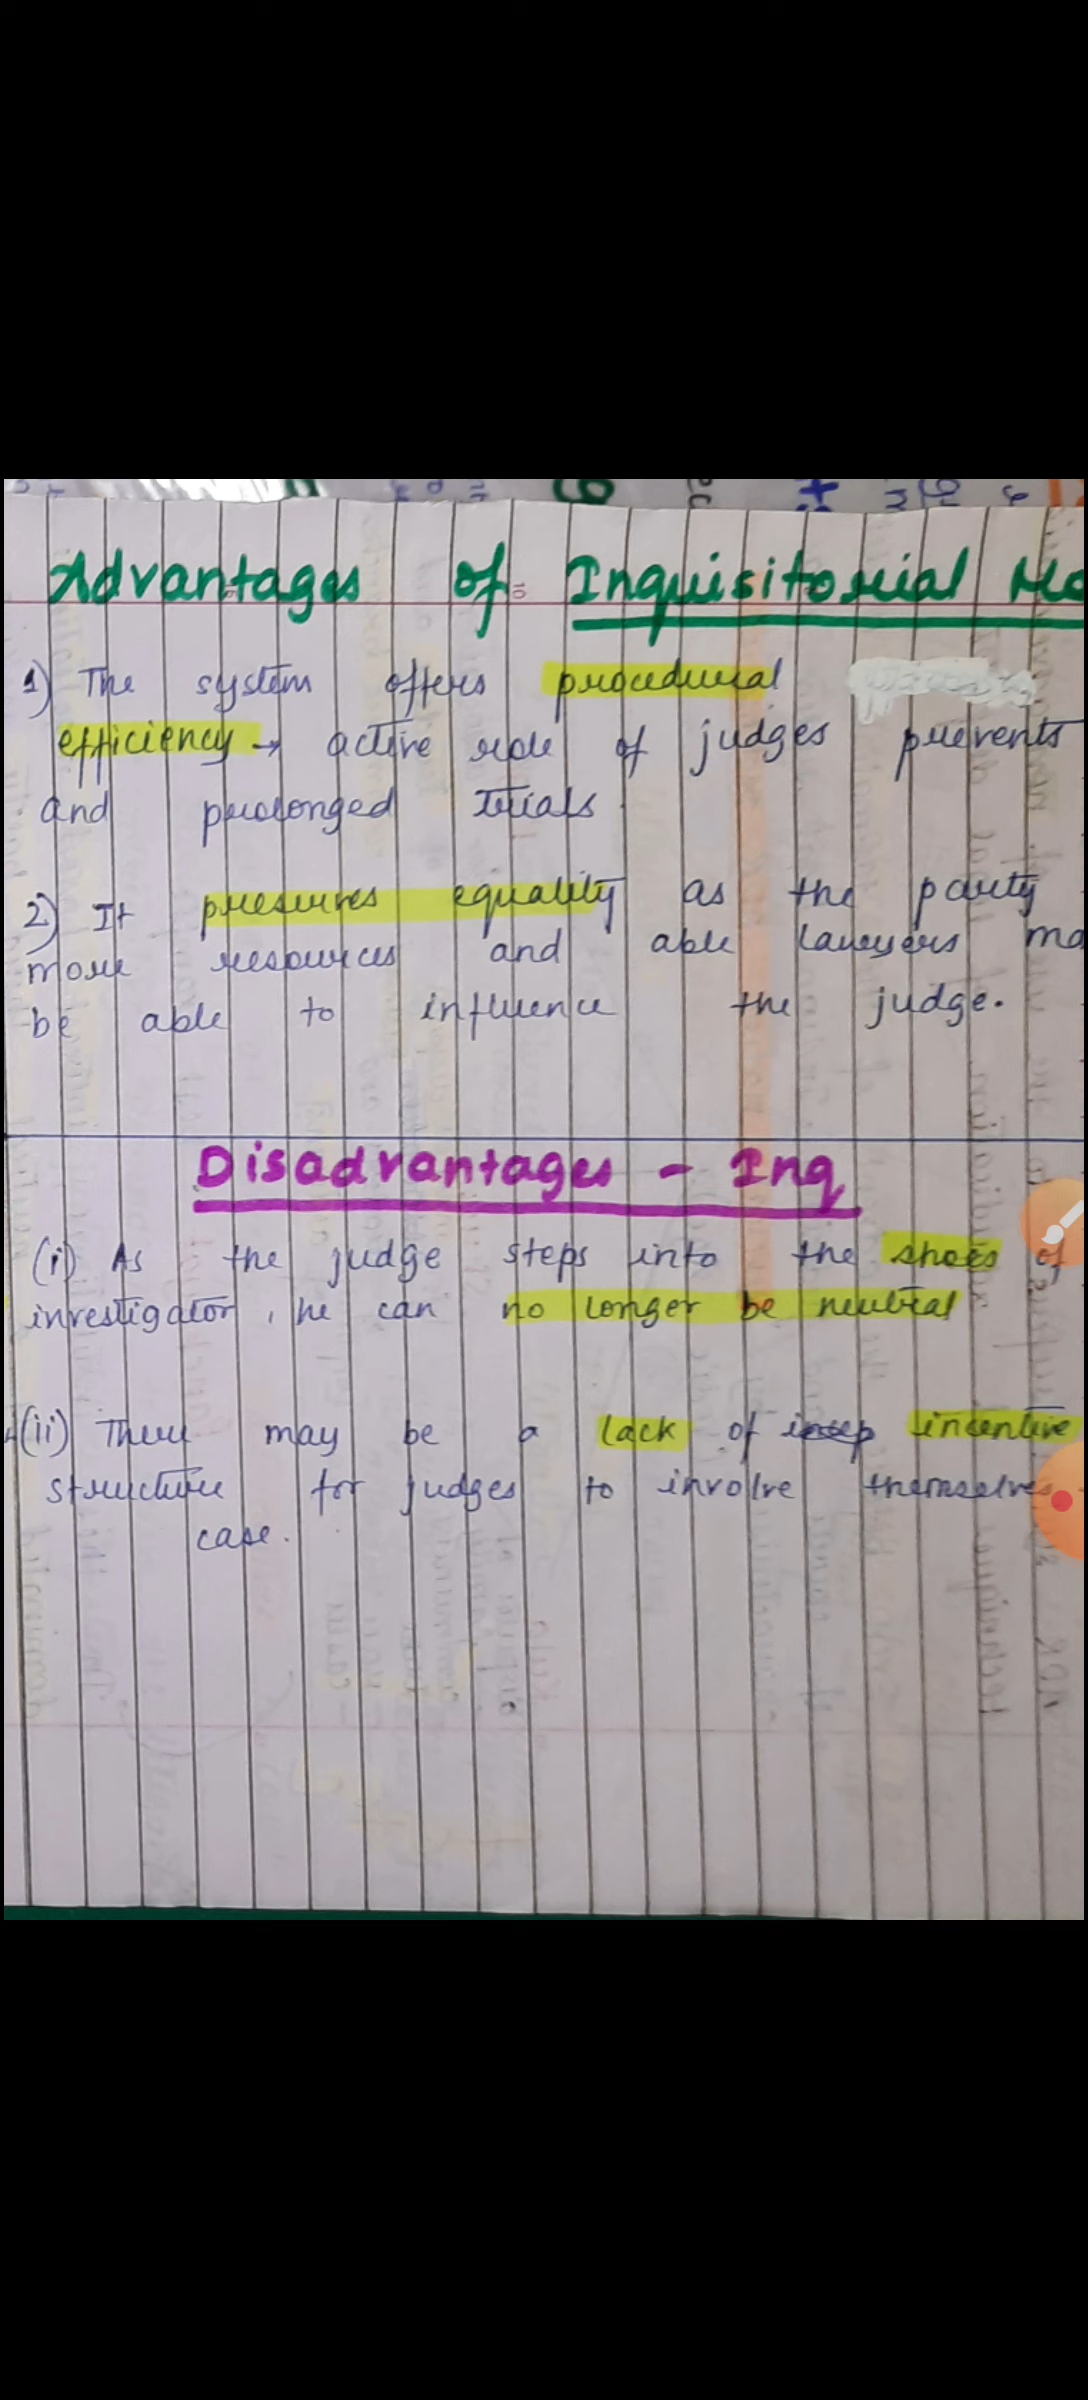 Advantages of Inquisitorial Mo
1) The system offers procedural
efficiency → active role of judges prevents
and prolonged trials.
2) It preserves equality as the party
more resources and able lawyers ma
be able to influence the judge.
Disadvantages - Inq
(i) As the judge steps into the shoes of
investigator, he can no longer be neutral
(ii) There may be a lack of incentive
structure for judges to involve themselves
case.